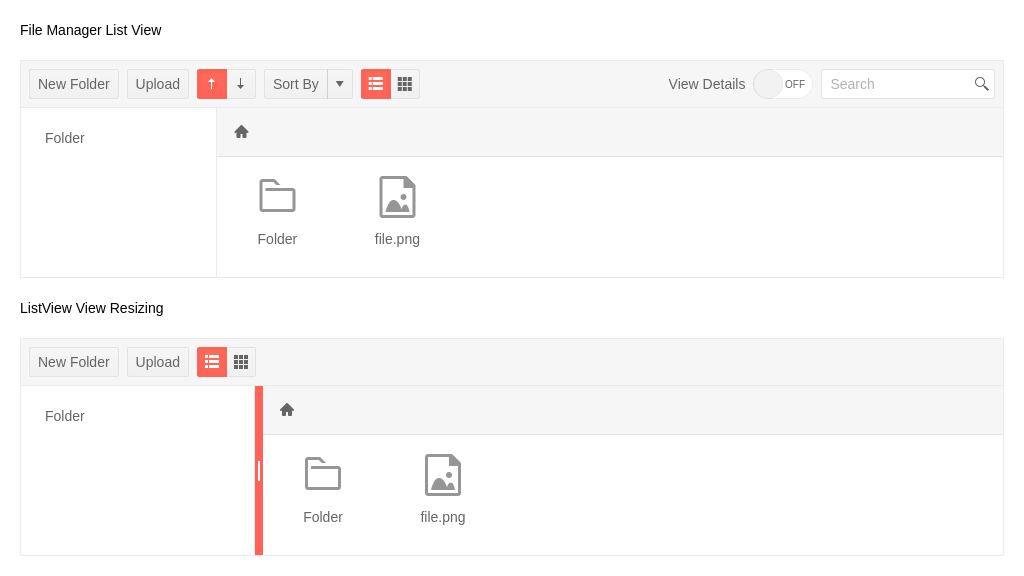 File Manager List View
New Folder Upload Sort By View Details OFF Search
Folder
Folder file.png
ListView View Resizing
New Folder Upload
Folder
Folder file.png